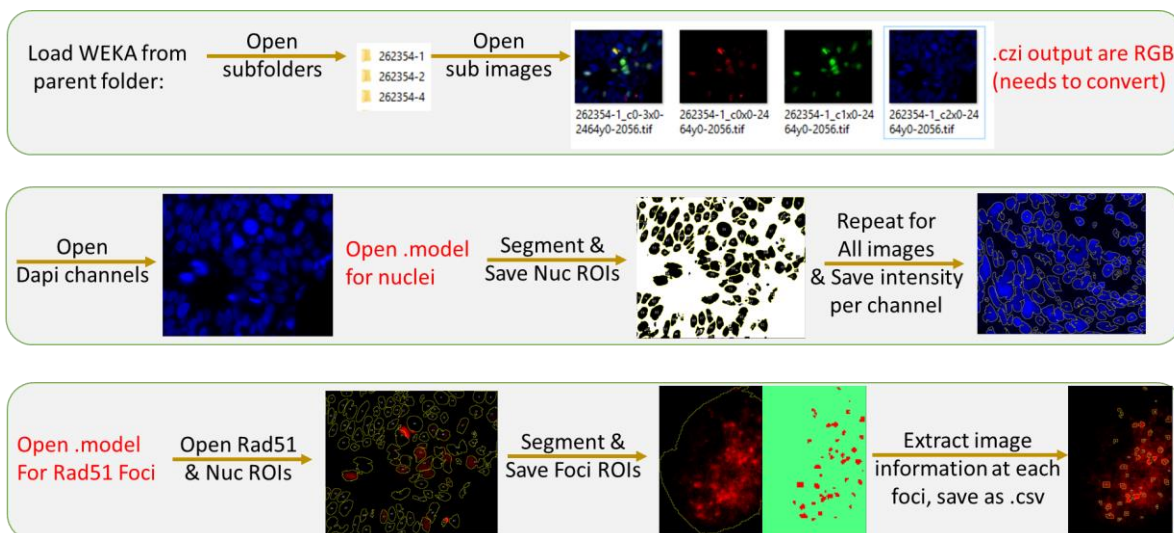 Load WEKA from
parent folder:
Open
subfolders
262354-1
262354-2
262354-4
Open
sub images
262354-1_c0-3x0-
2464y0-2056.tif
262354-1_c0x0-24
64y0-2056.tif
262354-1_c1x0-24
64y0-2056.tif
262354-1_c2x0-24
64y0-2056.tif
.czi output are RGB
(needs to convert)
Open
Dapi channels
Open .model
for nuclei
Segment &
Save Nuc ROIs
Repeat for
All images
& Save intensity
per channel
Open .model
For Rad51 Foci
Open Rad51
& Nuc ROIs
Segment &
Save Foci ROIs
Extract image
information at each
foci, save as .csv